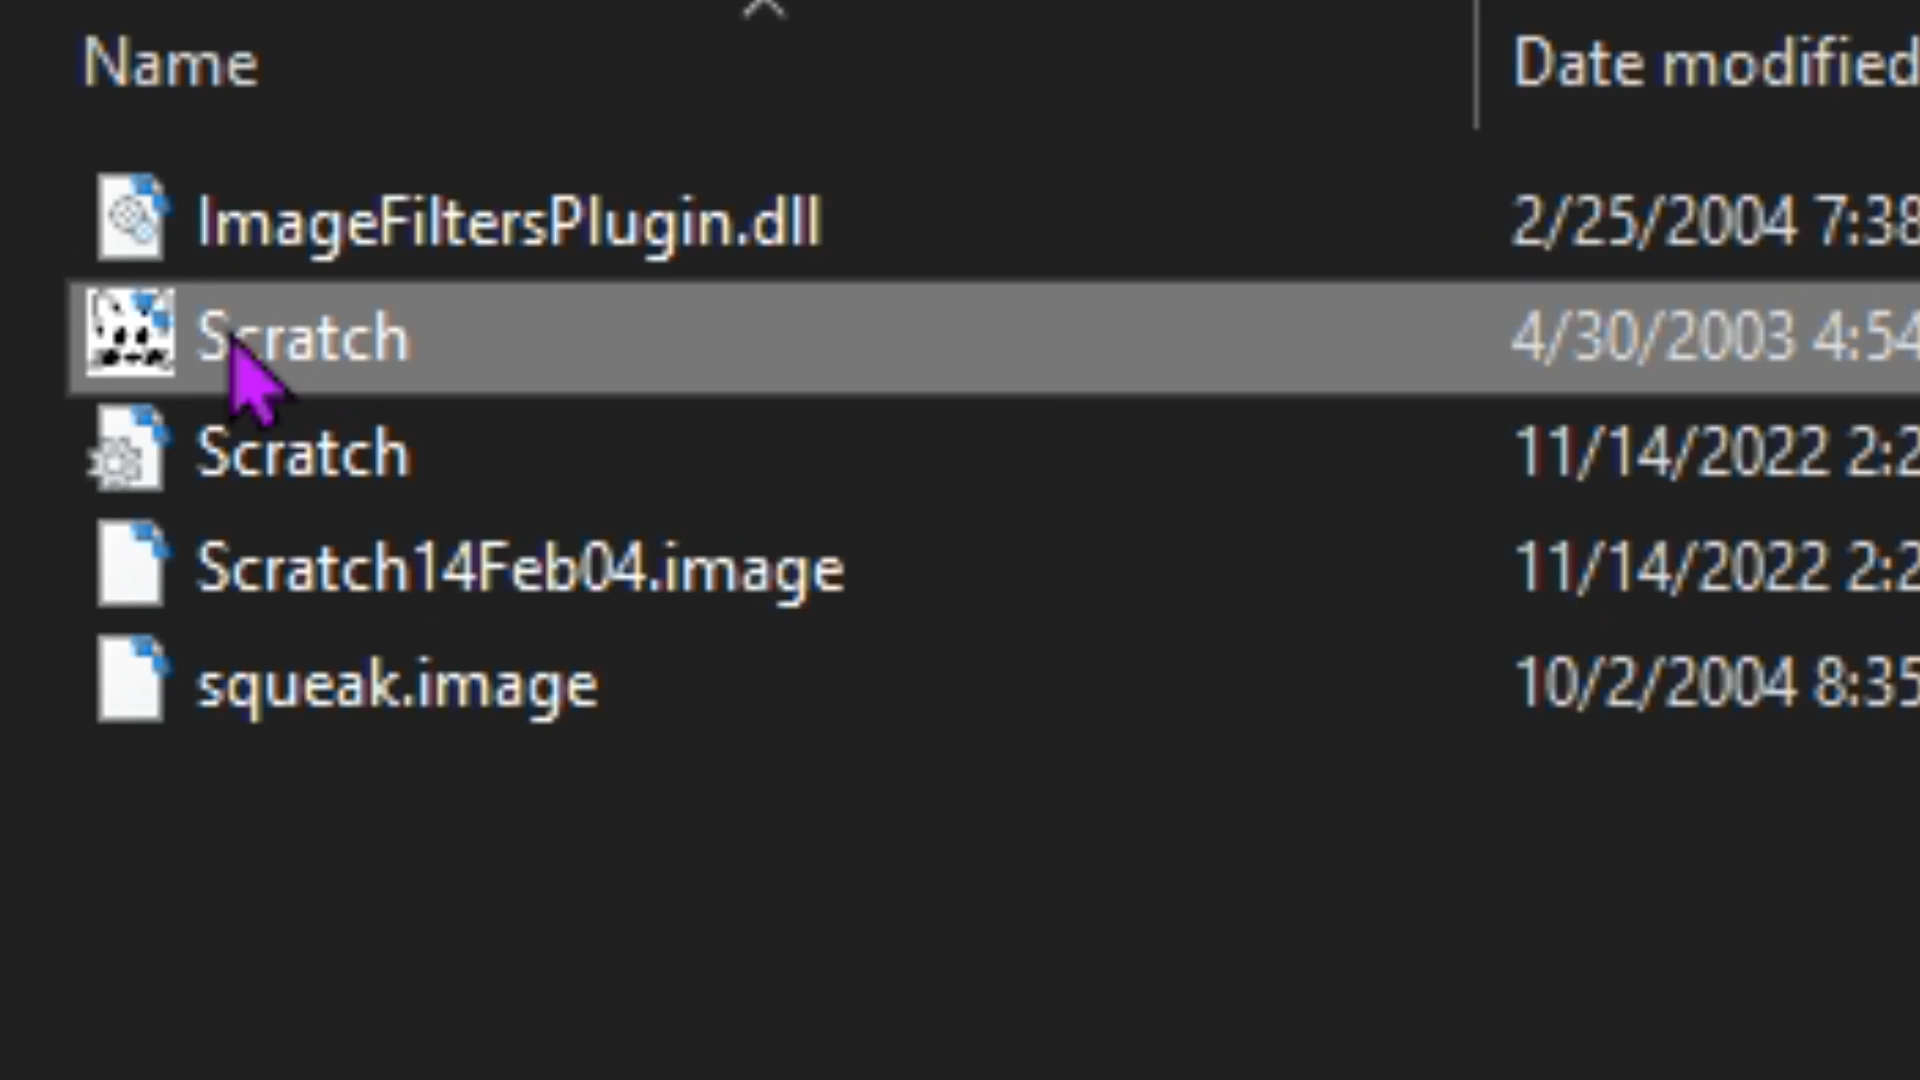 Name Date modified
ImageFiltersPlugin.dll 2/25/2004 7:38
Scratch 4/30/2003 4:54
Scratch 11/14/2022 2:2
Scratch14Feb04.image 11/14/2022 2:2
squeak.image 10/2/2004 8:35